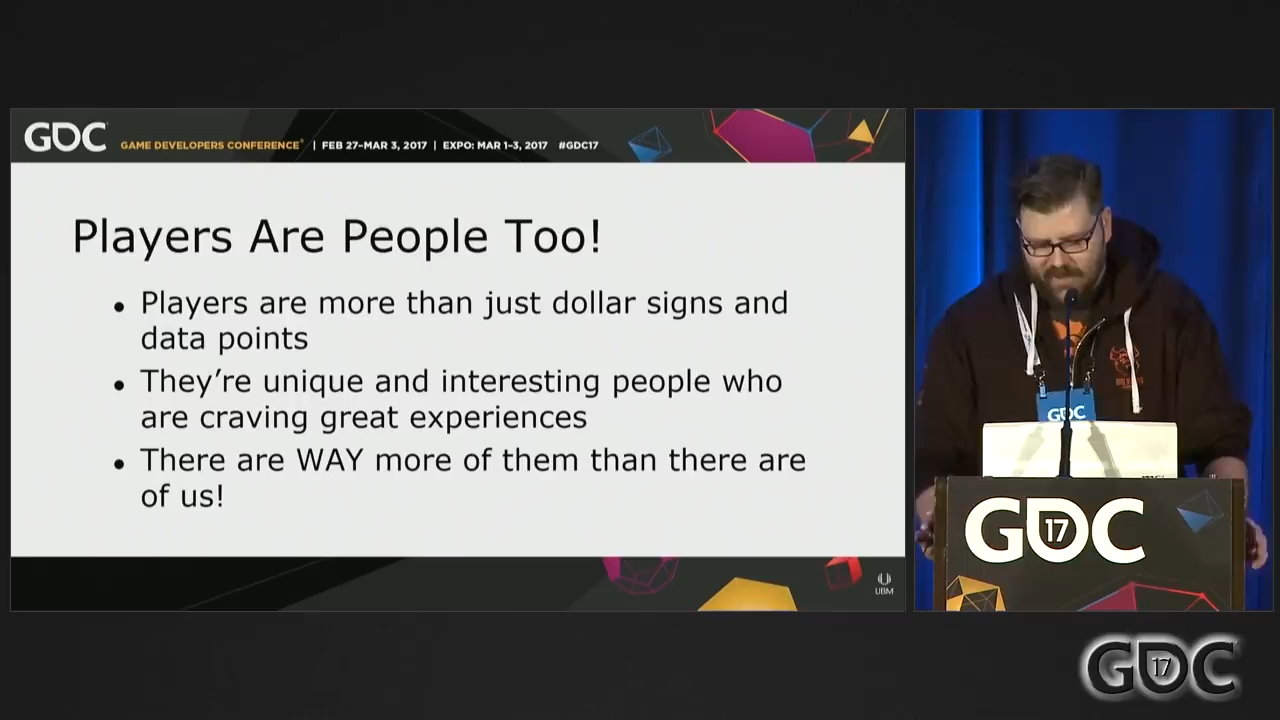 GDC
GAME DEVELOPERS CONFERENCE® | FEB 27–MAR 3, 2017 | EXPO: MAR 1–3, 2017 #GDC17
Players Are People Too!
• Players are more than just dollar signs and
data points
• They’re unique and interesting people who
are craving great experiences
• There are WAY more of them than there are
of us!
UBM
GDC
GDC
17
GDC
17